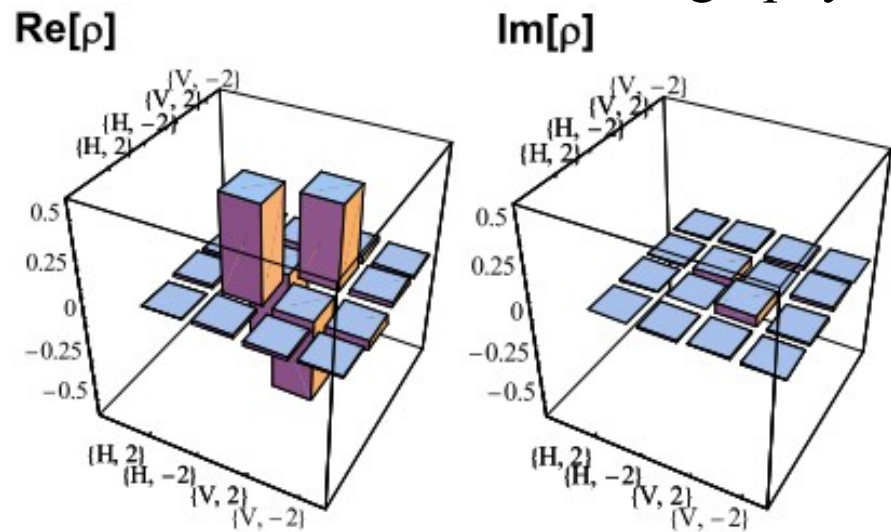 Re[ρ]
{V, −2}
{V, 2}
{H, −2}
{H, 2}
0.5
0.25
0
−0.25
−0.5
{H, 2}
{H, −2}
{V, 2}
{V, −2}
Im[ρ]
{V, −2}
{V, 2}
{H, −2}
{H, 2}
0.5
0.25
0
−0.25
−0.5
{H, 2}
{H, −2}
{V, 2}
{V, −2}